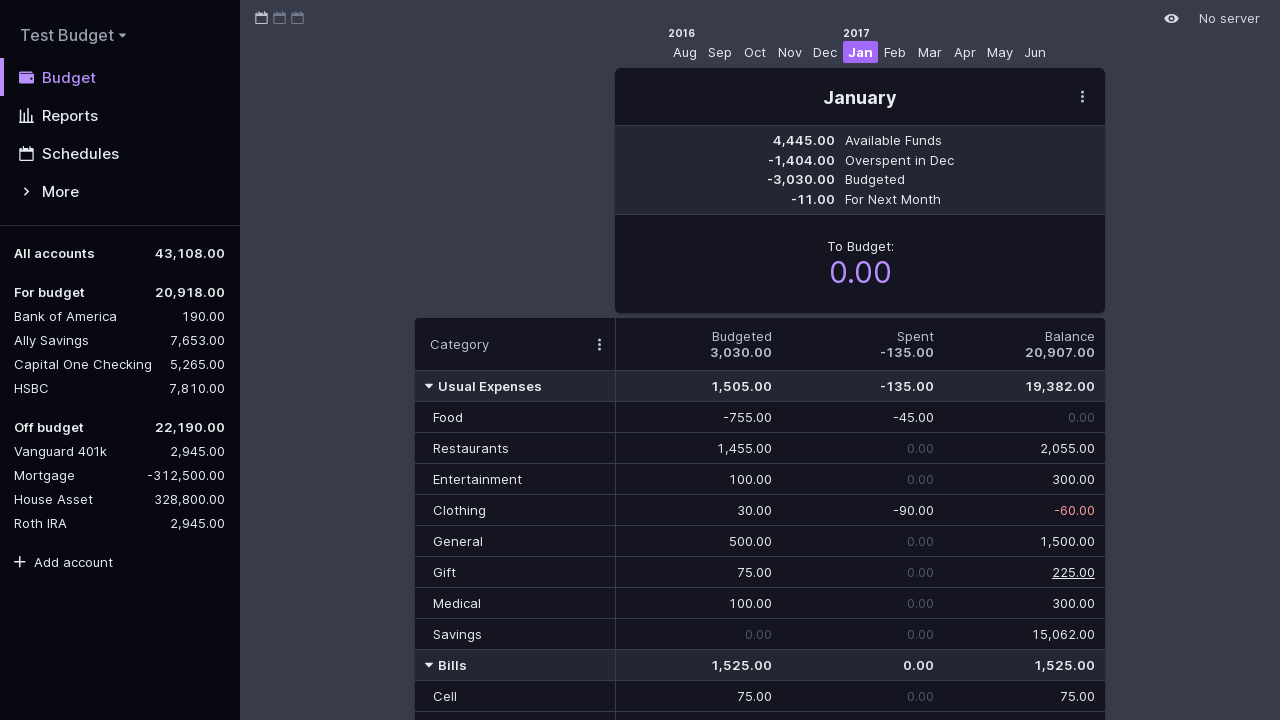 Test Budget
Budget
Reports
Schedules
More
All accounts 43,108.00
For budget 20,918.00
Bank of America 190.00
Ally Savings 7,653.00
Capital One Checking 5,265.00
HSBC 7,810.00
Off budget 22,190.00
Vanguard 401k 2,945.00
Mortgage -312,500.00
House Asset 328,800.00
Roth IRA 2,945.00
Add account
No server
2016 2017
Aug Sep Oct Nov Dec Jan Feb Mar Apr May Jun
January
4,445.00 Available Funds
-1,404.00 Overspent in Dec
-3,030.00 Budgeted
-11.00 For Next Month
To Budget:
0.00
Category Budgeted Spent Balance
3,030.00 -135.00 20,907.00
Usual Expenses 1,505.00 -135.00 19,382.00
Food -755.00 -45.00 0.00
Restaurants 1,455.00 0.00 2,055.00
Entertainment 100.00 0.00 300.00
Clothing 30.00 -90.00 -60.00
General 500.00 0.00 1,500.00
Gift 75.00 0.00 225.00
Medical 100.00 0.00 300.00
Savings 0.00 0.00 15,062.00
Bills 1,525.00 0.00 1,525.00
Cell 75.00 0.00 75.00